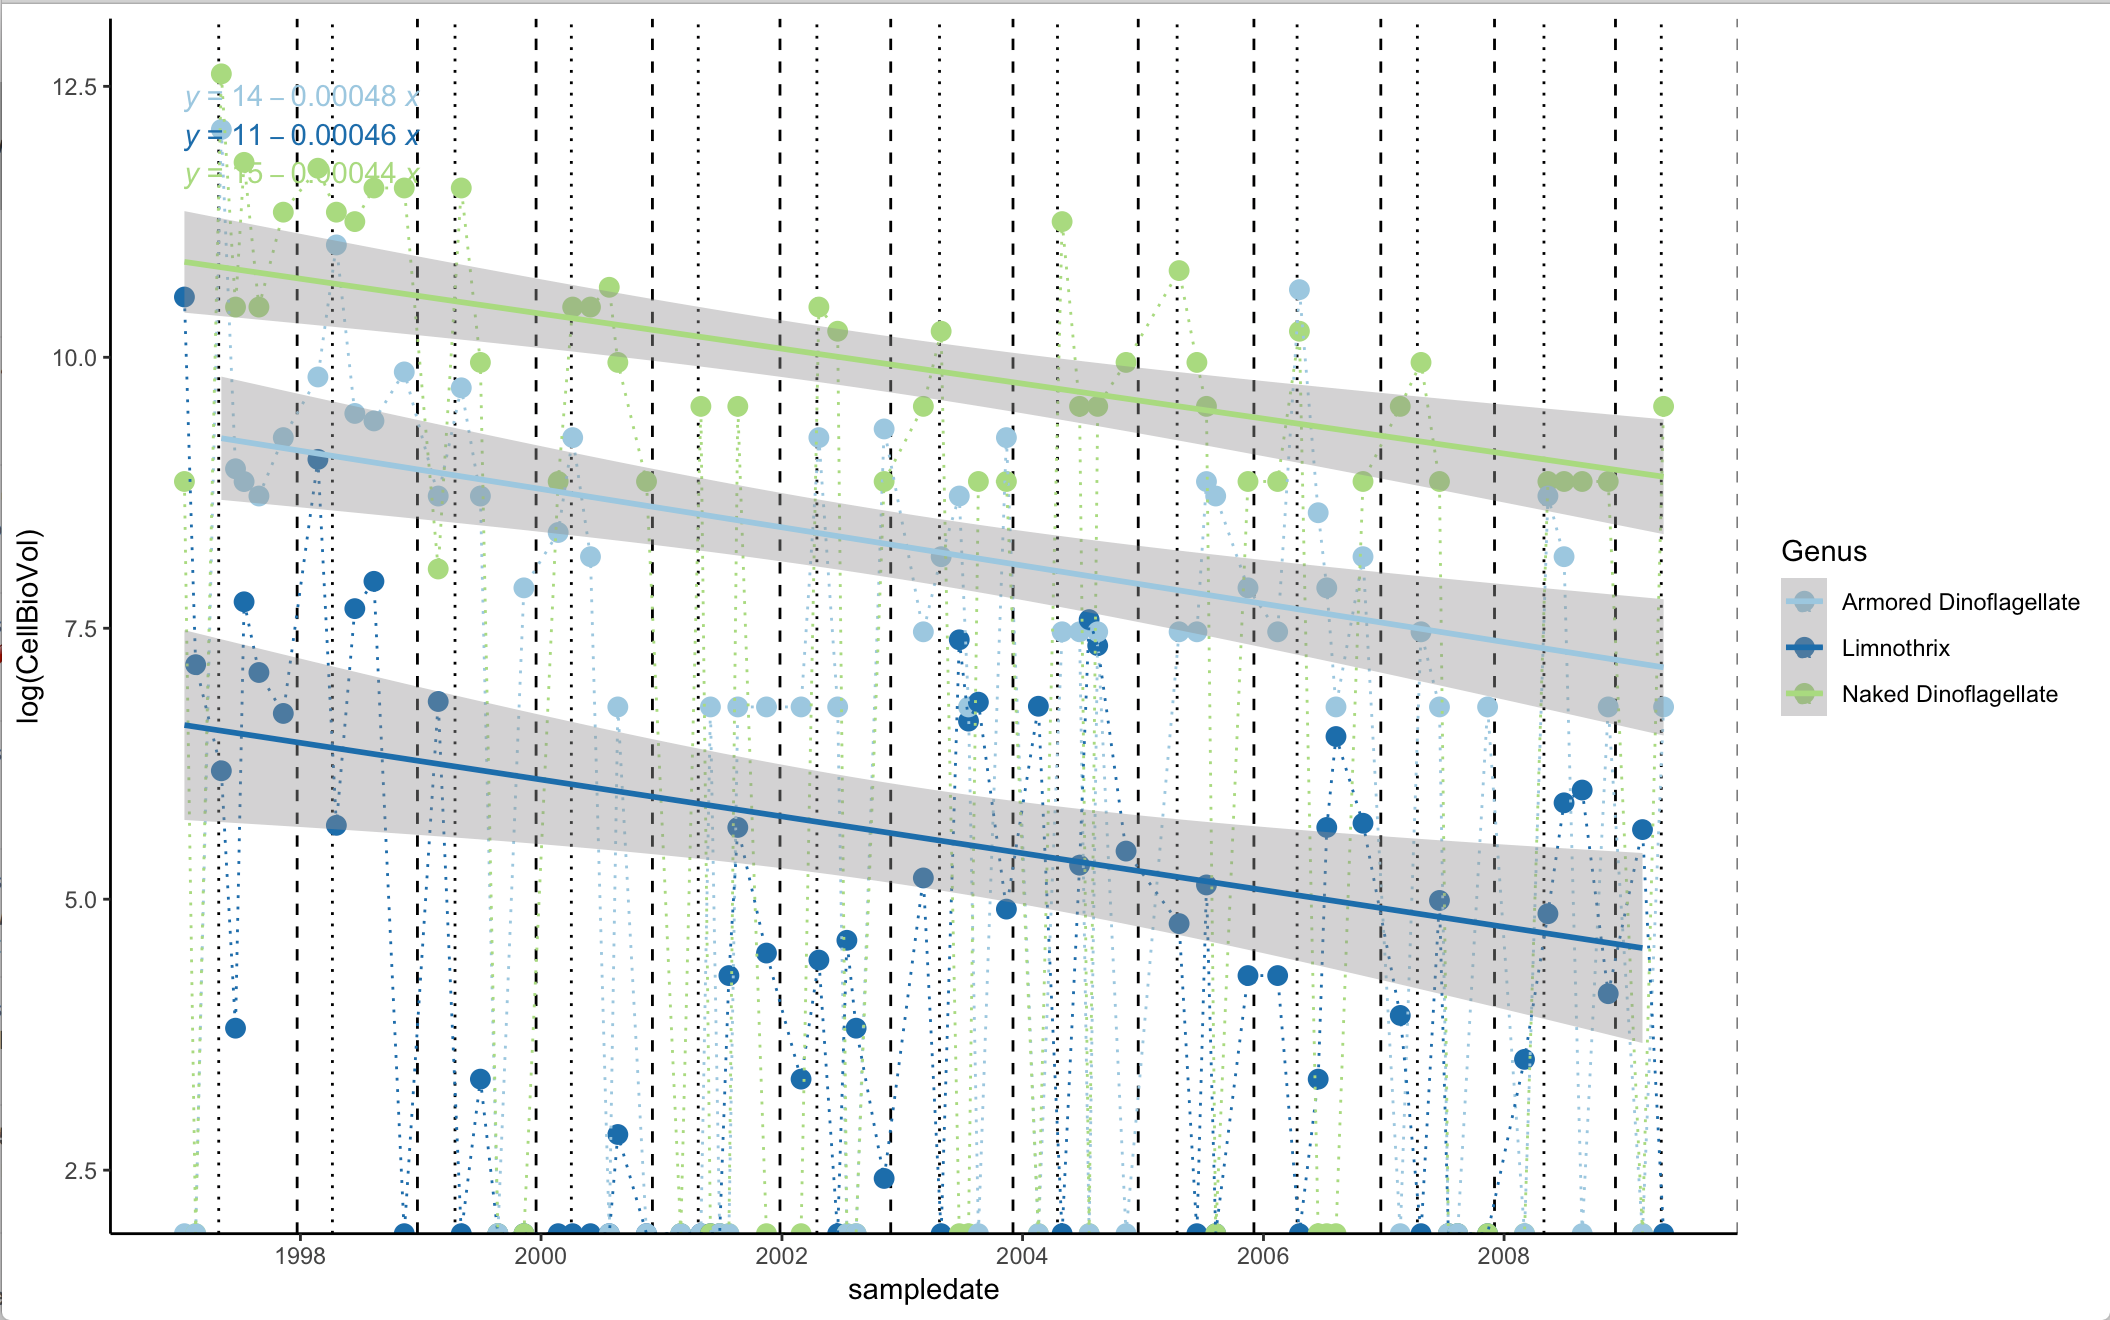 12.5
10.0
7.5
5.0
2.5
log(CellBioVol)
y = 14 – 0.00048 x
y = 11 – 0.00046 x
y = 15 – 0.00044 x
1998 2000 2002 2004 2006 2008
sampledate
Genus
Armored Dinoflagellate
Limnothrix
Naked Dinoflagellate